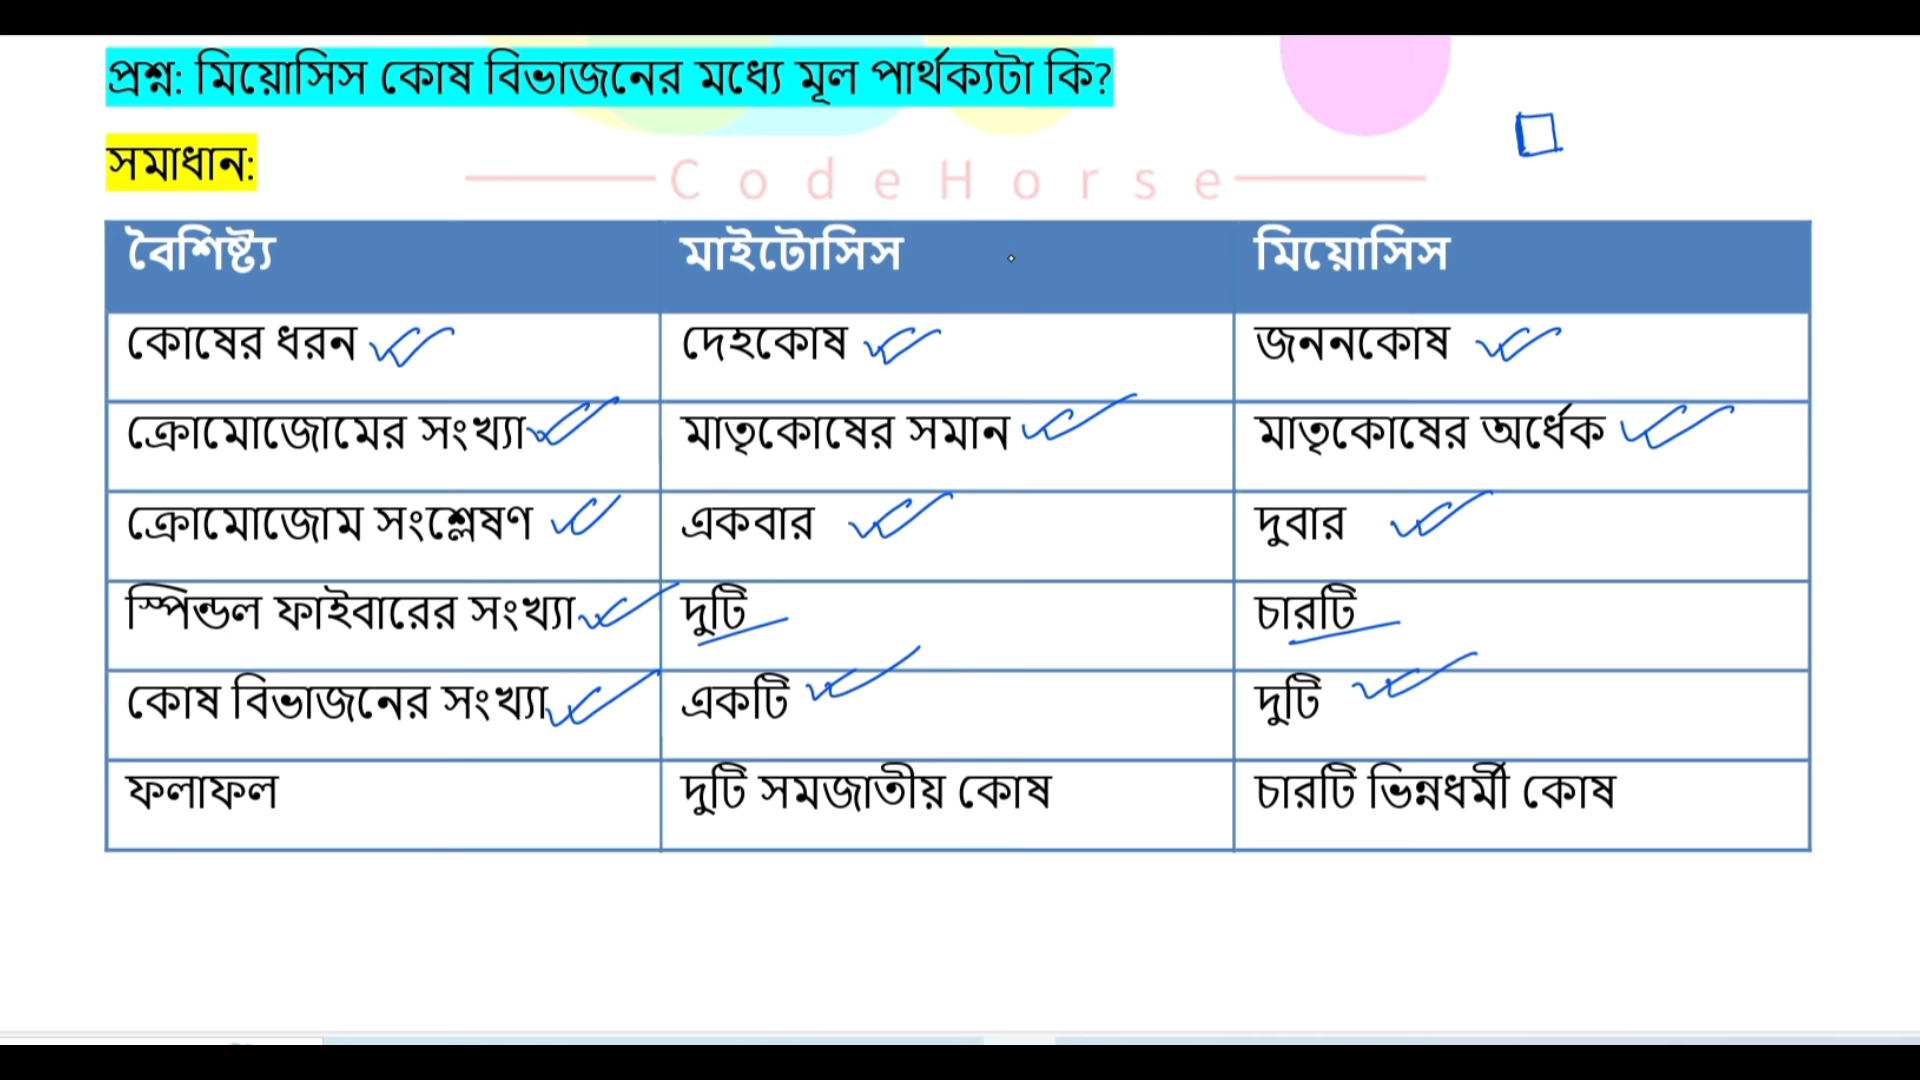 প্রশ্ন: মিয়োসিস কোষ বিভাজনের মধ্যে মূল পার্থক্যটা কি?
সমাধান:
CodeHorse
বৈশিষ্ট্য মাইটোসিস মিয়োসিস
কোষের ধরন দেহকোষ জননকোষ
ক্রোমোজোমের সংখ্যা মাতৃকোষের সমান মাতৃকোষের অর্ধেক
ক্রোমোজোম সংশ্লেষণ একবার দুবার
স্পিন্ডল ফাইবারের সংখ্যা দুটি চারটি
কোষ বিভাজনের সংখ্যা একটি দুটি
ফলাফল দুটি সমজাতীয় কোষ চারটি ভিন্নধর্মী কোষ